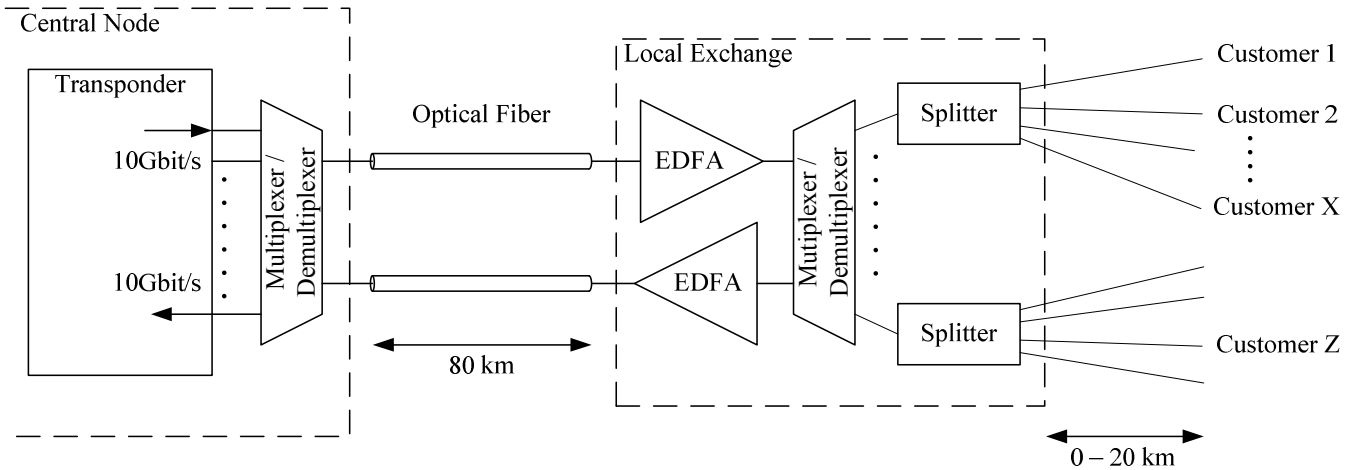 Central Node
Transponder
10Gbit/s
10Gbit/s
Multiplexer /
Demultiplexer
Optical Fiber
80 km
Local Exchange
EDFA
EDFA
Mutiplexer /
Demultiplexer
Splitter
Splitter
Customer 1
Customer 2
Customer X
Customer Z
0 – 20 km